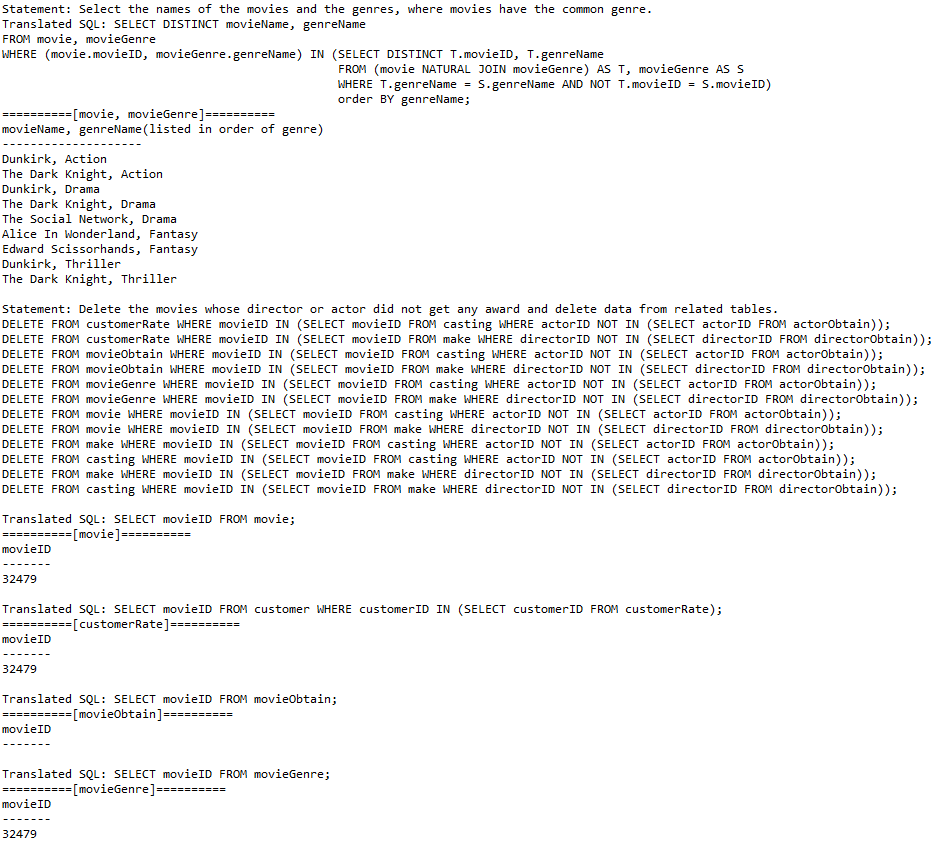 Statement: Select the names of the movies and the genres, where movies have the common genre.
Translated SQL: SELECT DISTINCT movieName, genreName
FROM movie, movieGenre
WHERE (movie.movieID, movieGenre.genreName) IN (SELECT DISTINCT T.movieID, T.genreName
FROM (movie NATURAL JOIN movieGenre) AS T, movieGenre AS S
WHERE T.genreName = S.genreName AND NOT T.movieID = S.movieID)
order BY genreName;
==========[movie, movieGenre]==========
movieName, genreName(listed in order of genre)
--------------------
Dunkirk, Action
The Dark Knight, Action
Dunkirk, Drama
The Dark Knight, Drama
The Social Network, Drama
Alice In Wonderland, Fantasy
Edward Scissorhands, Fantasy
Dunkirk, Thriller
The Dark Knight, Thriller
Statement: Delete the movies whose director or actor did not get any award and delete data from related tables.
DELETE FROM customerRate WHERE movieID IN (SELECT movieID FROM casting WHERE actorID NOT IN (SELECT actorID FROM actorObtain));
DELETE FROM customerRate WHERE movieID IN (SELECT movieID FROM make WHERE directorID NOT IN (SELECT directorID FROM directorObtain));
DELETE FROM movieObtain WHERE movieID IN (SELECT movieID FROM casting WHERE actorID NOT IN (SELECT actorID FROM actorObtain));
DELETE FROM movieObtain WHERE movieID IN (SELECT movieID FROM make WHERE directorID NOT IN (SELECT directorID FROM directorObtain));
DELETE FROM movieGenre WHERE movieID IN (SELECT movieID FROM casting WHERE actorID NOT IN (SELECT actorID FROM actorObtain));
DELETE FROM movieGenre WHERE movieID IN (SELECT movieID FROM make WHERE directorID NOT IN (SELECT directorID FROM directorObtain));
DELETE FROM movie WHERE movieID IN (SELECT movieID FROM casting WHERE actorID NOT IN (SELECT actorID FROM actorObtain));
DELETE FROM movie WHERE movieID IN (SELECT movieID FROM make WHERE directorID NOT IN (SELECT directorID FROM directorObtain));
DELETE FROM make WHERE movieID IN (SELECT movieID FROM casting WHERE actorID NOT IN (SELECT actorID FROM actorObtain));
DELETE FROM casting WHERE movieID IN (SELECT movieID FROM casting WHERE actorID NOT IN (SELECT actorID FROM actorObtain));
DELETE FROM make WHERE movieID IN (SELECT movieID FROM make WHERE directorID NOT IN (SELECT directorID FROM directorObtain));
DELETE FROM casting WHERE movieID IN (SELECT movieID FROM make WHERE directorID NOT IN (SELECT directorID FROM directorObtain));
Translated SQL: SELECT movieID FROM movie;
==========[movie]==========
movieID
-------
32479
Translated SQL: SELECT movieID FROM customer WHERE customerID IN (SELECT customerID FROM customerRate);
==========[customerRate]==========
movieID
-------
32479
Translated SQL: SELECT movieID FROM movieObtain;
==========[movieObtain]==========
movieID
-------
Translated SQL: SELECT movieID FROM movieGenre;
==========[movieGenre]==========
movieID
-------
32479